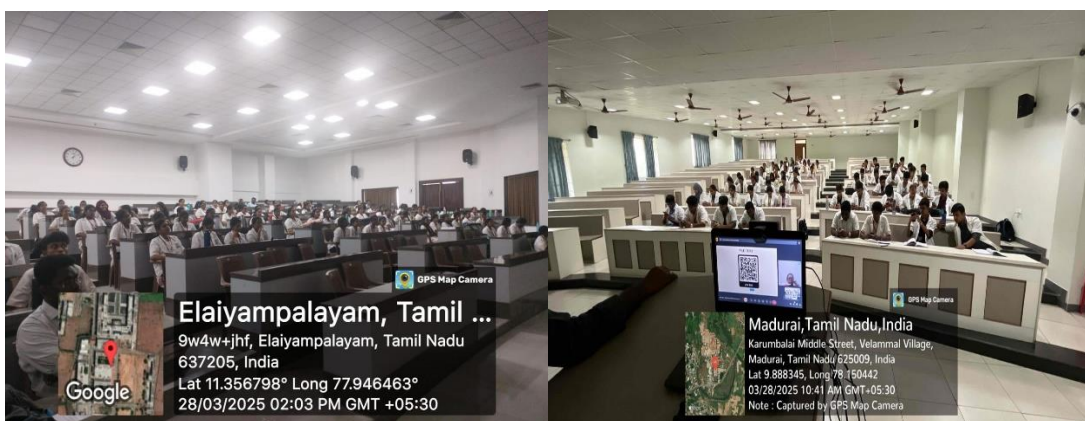 GPS Map Camera
Elaiyampalayam, Tamil ...
9w4w+jhf, Elaiyampalayam, Tamil Nadu
637205, India
Lat 11.356798° Long 77.946463°
28/03/2025 02:03 PM GMT +05:30
Google
GPS Map Camera
Madurai,Tamil Nadu,India
Karumbalai Middle Street, Velammal Village,
Madurai, Tamil Nadu 625009, India
Lat 9.888345, Long 78.150442
03/28/2025 10:41 AM GMT+05:30
Note : Captured by GPS Map Camera